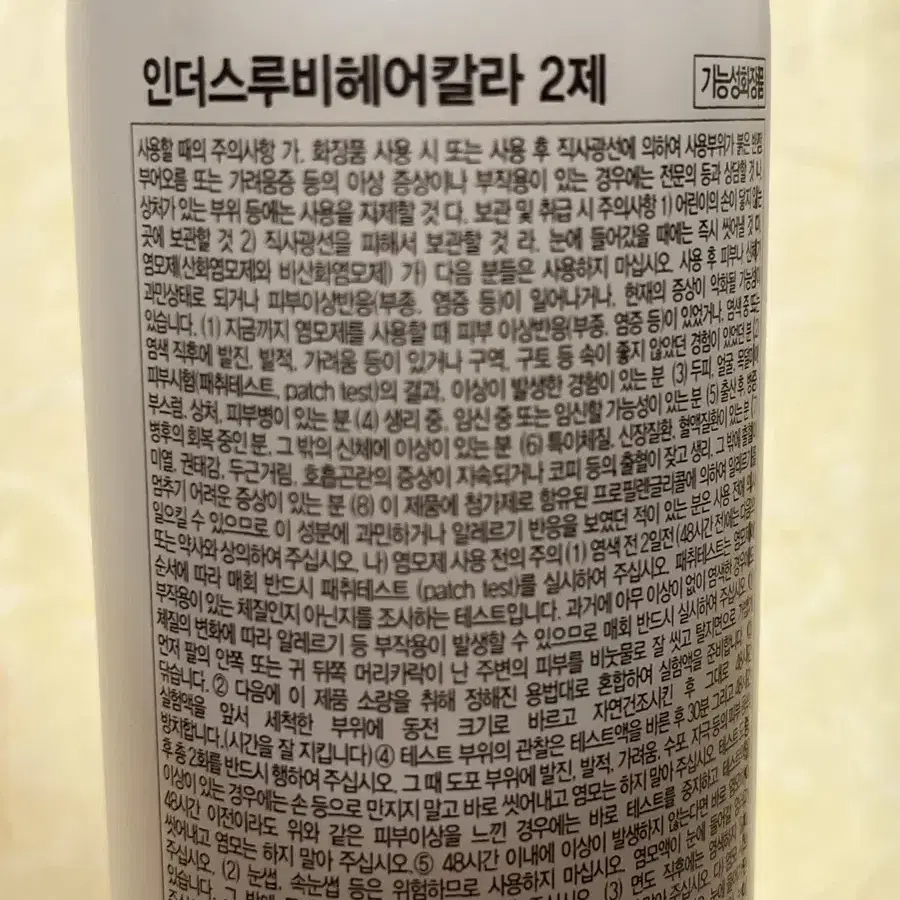 인더스루비헤어칼라 2제
기능성화장품
사용할 때의 주의사항 가. 화장품 사용 시 또는 사용 후 직사광선에 의하여 사용부위가 붉은 반점,
부어오름 또는 가려움증 등의 이상 증상이나 부작용이 있는 경우에는 전문의 등과 상담할 것 나.
상처가 있는 부위 등에는 사용을 자제할 것 다. 보관 및 취급 시 주의사항 1) 어린이의 손이 닿지 않는
곳에 보관할 것 2) 직사광선을 피해서 보관할 것 라. 눈에 들어갔을 때에는 즉시 씻어낼 것
염모제(산화염모제와 비산화염모제) 가) 다음 분들은 사용하지 마십시오. 사용 후 피부나 신체가
과민상태로 되거나 피부이상반응(부종, 염증 등)이 일어나거나, 현재의 증상이 악화될 가능성이
있습니다. (1) 지금까지 염모제를 사용할 때 피부 이상반응(부종, 염증 등)이 있었거나, 염색 중 또는
염색 직후에 발진, 발적, 가려움 등이 있거나 구역, 구토 등 속이 좋지 않았던 경험이 있었던 분 (2)
피부시험(패취테스트, patch test)의 결과, 이상이 발생한 경험이 있는 분 (3) 두피, 얼굴, 목덜미에
부스럼, 상처, 피부병이 있는 분 (4) 생리 중, 임신 중 또는 임신할 가능성이 있는 분 (5) 출산 후, 병중,
병후의 회복 중인 분, 그 밖의 신체에 이상이 있는 분 (6) 특이체질, 신장질환, 혈액질환이 있는 분 (7)
미열, 권태감, 두근거림, 호흡곤란의 증상이 지속되거나 코피 등의 출혈이 잦고 생리, 그 밖에 출혈이
멈추기 어려운 증상이 있는 분 (8) 이 제품에 첨가제로 함유된 프로필렌글리콜에 의하여 알레르기를
일으킬 수 있으므로 이 성분에 과민하거나 알레르기 반응을 보였던 적이 있는 분은 사용 전에 의사
또는 약사와 상의하여 주십시오. 나) 염모제 사용 전의 주의 (1) 염색 전 2일전 (48시간 전)에는 다음의
순서에 따라 매회 반드시 패취테스트 (patch test)를 실시하여 주십시오. 패취테스트는 염모제에
부작용이 있는 체질인지 아닌지를 조사하는 테스트입니다. 과거에 아무 이상이 없이 염색한 경우에도
체질의 변화에 따라 알레르기 등 부작용이 발생할 수 있으므로 매회 반드시 실시하여 주십시오. ①
먼저 팔의 안쪽 또는 귀 뒤쪽 머리카락이 난 주변의 피부를 비눗물로 잘 씻고 탈지면으로 가볍게
닦습니다. ② 다음에 이 제품 소량을 취해 정해진 용법대로 혼합하여 실험액을 준비합니다.
실험액을 앞서 세척한 부위에 동전 크기로 바르고 자연건조시킨 후 그대로 48시간
방치합니다.(시간을 잘 지킵니다) ④ 테스트 부위의 관찰은 테스트액을 바른 후 30분 그리고 48시간
후 총 2회를 반드시 행하여 주십시오. 그 때 도포 부위에 발진, 발적, 가려움, 수포, 자극 등의 피부
이상이 있는 경우에는 손 등으로 만지지 말고 바로 씻어내고 염모는 하지 말아 주십시오.
48시간 이전이라도 위와 같은 피부이상을 느낀 경우에는 바로 테스트를 중지하고
씻어내고 염모는 하지 말아 주십시오. ⑤ 48시간 이내에 이상이 발생하지 않는다면 바로
주십시오. (2) 눈썹, 속눈썹 등은 위험하므로 사용하지 마십시오. 염모액이 눈에 들어갈
있습니다. 그 밖에 (3) 면도 직후에는